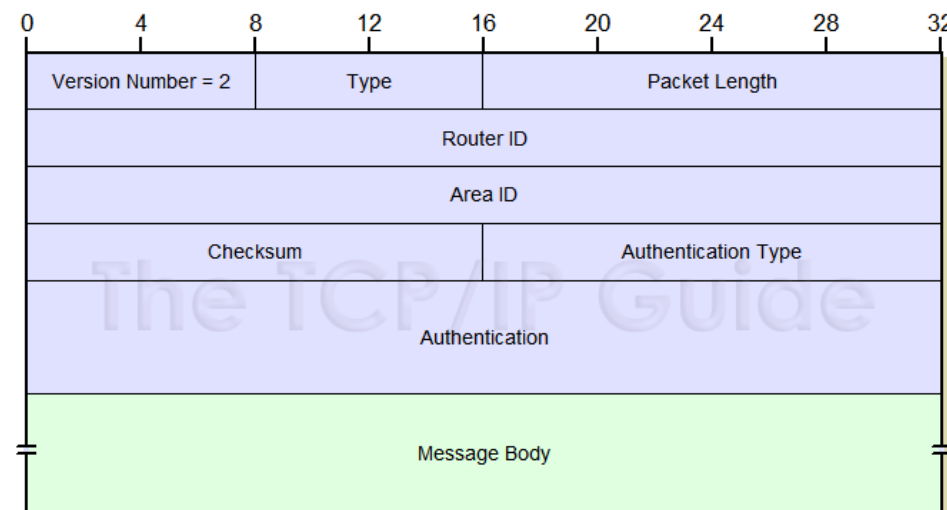 0 4 8 12 16 20 24 28 32
Version Number = 2 Type Packet Length
Router ID
Area ID
Checksum Authentication Type
The TCP/IP Guide
Authentication
Message Body